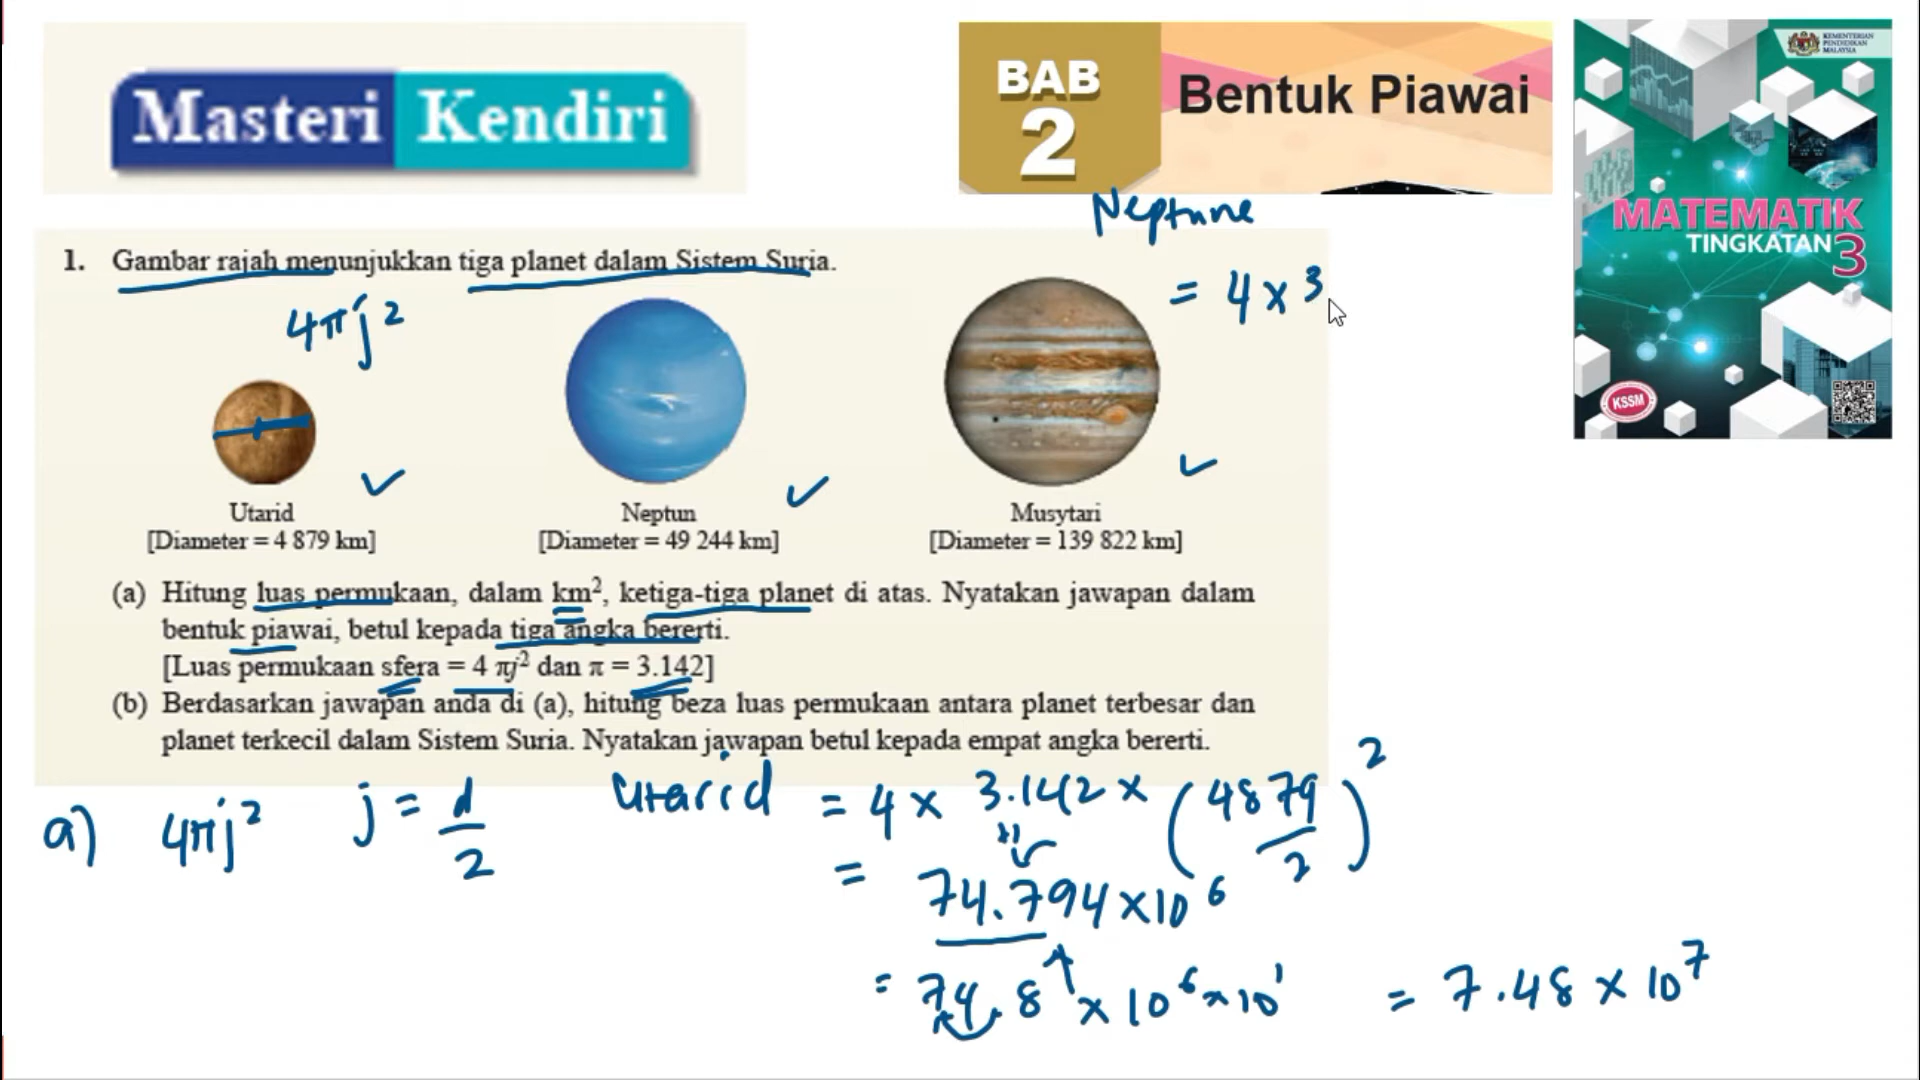 Masteri Kendiri
BAB
2
Bentuk Piawai
KEMENTERIAN
PENDIDIKAN
MALAYSIA
MATEMATIK
TINGKATAN 3
KSSM
Neptune
= 4 × 3
1. Gambar rajah menunjukkan tiga planet dalam Sistem Suria.
4πj²
Utarid
[Diameter = 4 879 km]
Neptun
[Diameter = 49 244 km]
Musytari
[Diameter = 139 822 km]
(a) Hitung luas permukaan, dalam km², ketiga-tiga planet di atas. Nyatakan jawapan dalam
bentuk piawai, betul kepada tiga angka bererti.
[Luas permukaan sfera = 4 πj² dan π = 3.142]
(b) Berdasarkan jawapan anda di (a), hitung beza luas permukaan antara planet terbesar dan
planet terkecil dalam Sistem Suria. Nyatakan jawapan betul kepada empat angka bererti.
a) 4πj² j = d/2 Utarid = 4 × 3.142 × (4879/2)²
+1
= 74.794 × 10⁶
= 74.8 × 10⁶ × 10¹ = 7.48 × 10⁷